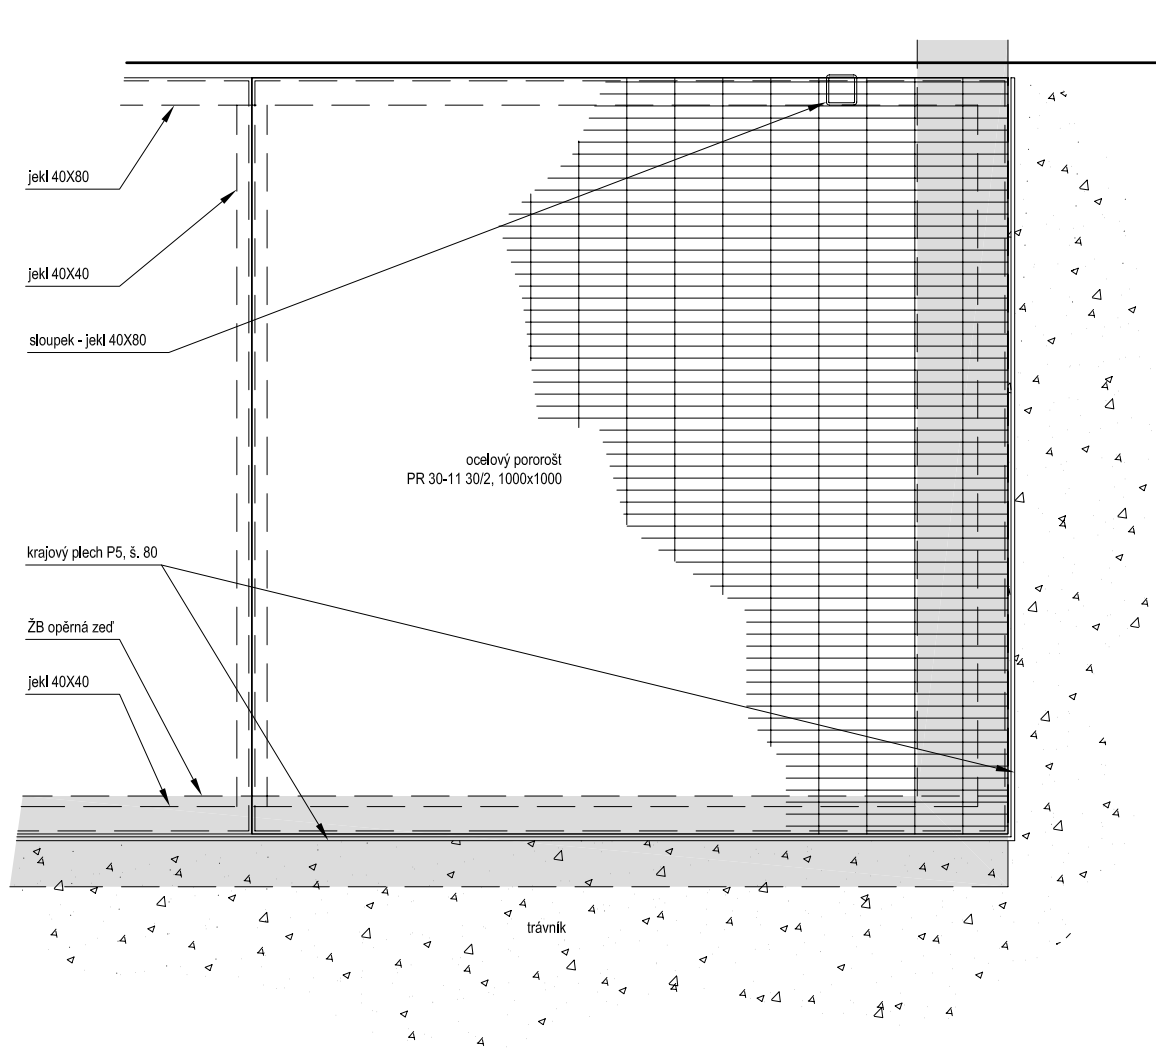 jekl 40X80
jekl 40X40
sloupek - jekl 40X80
ocelový pororošt
PR 30-11 30/2, 1000x1000
krajový plech P5, š. 80
ŽB opěrná zeď
jekl 40X40
trávník